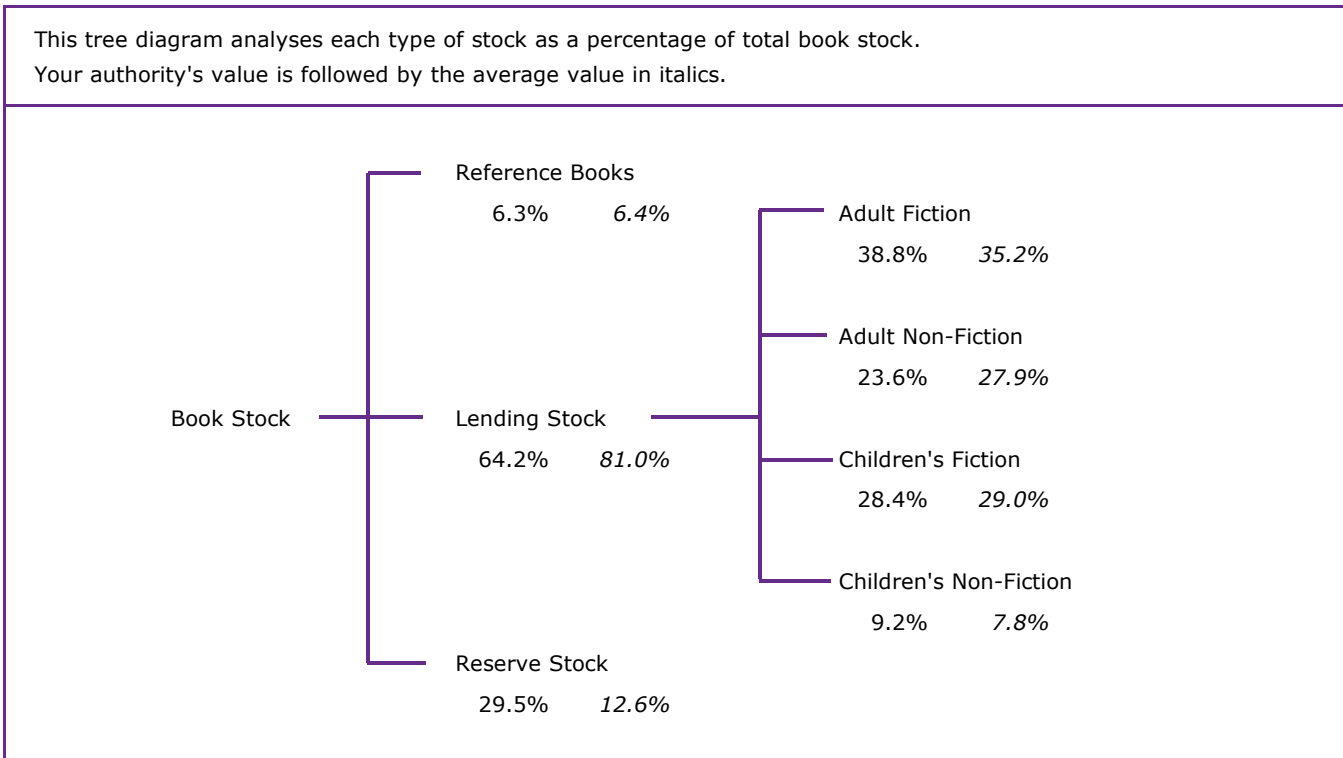 This tree diagram analyses each type of stock as a percentage of total book stock.
Your authority's value is followed by the average value in italics.
Reference Books
6.3% 6.4%
Adult Fiction
38.8% 35.2%
Adult Non-Fiction
23.6% 27.9%
Book Stock
Lending Stock
64.2% 81.0%
Children's Fiction
28.4% 29.0%
Children's Non-Fiction
9.2% 7.8%
Reserve Stock
29.5% 12.6%